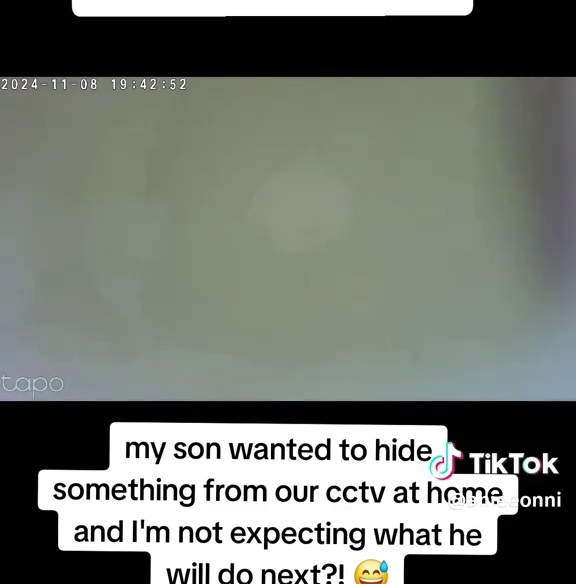 2024-11-08 19:42:52
tapo
my son wanted to hide
TikTok
something from our cctv at home
and I'm not expecting what he
will do next?! 😅